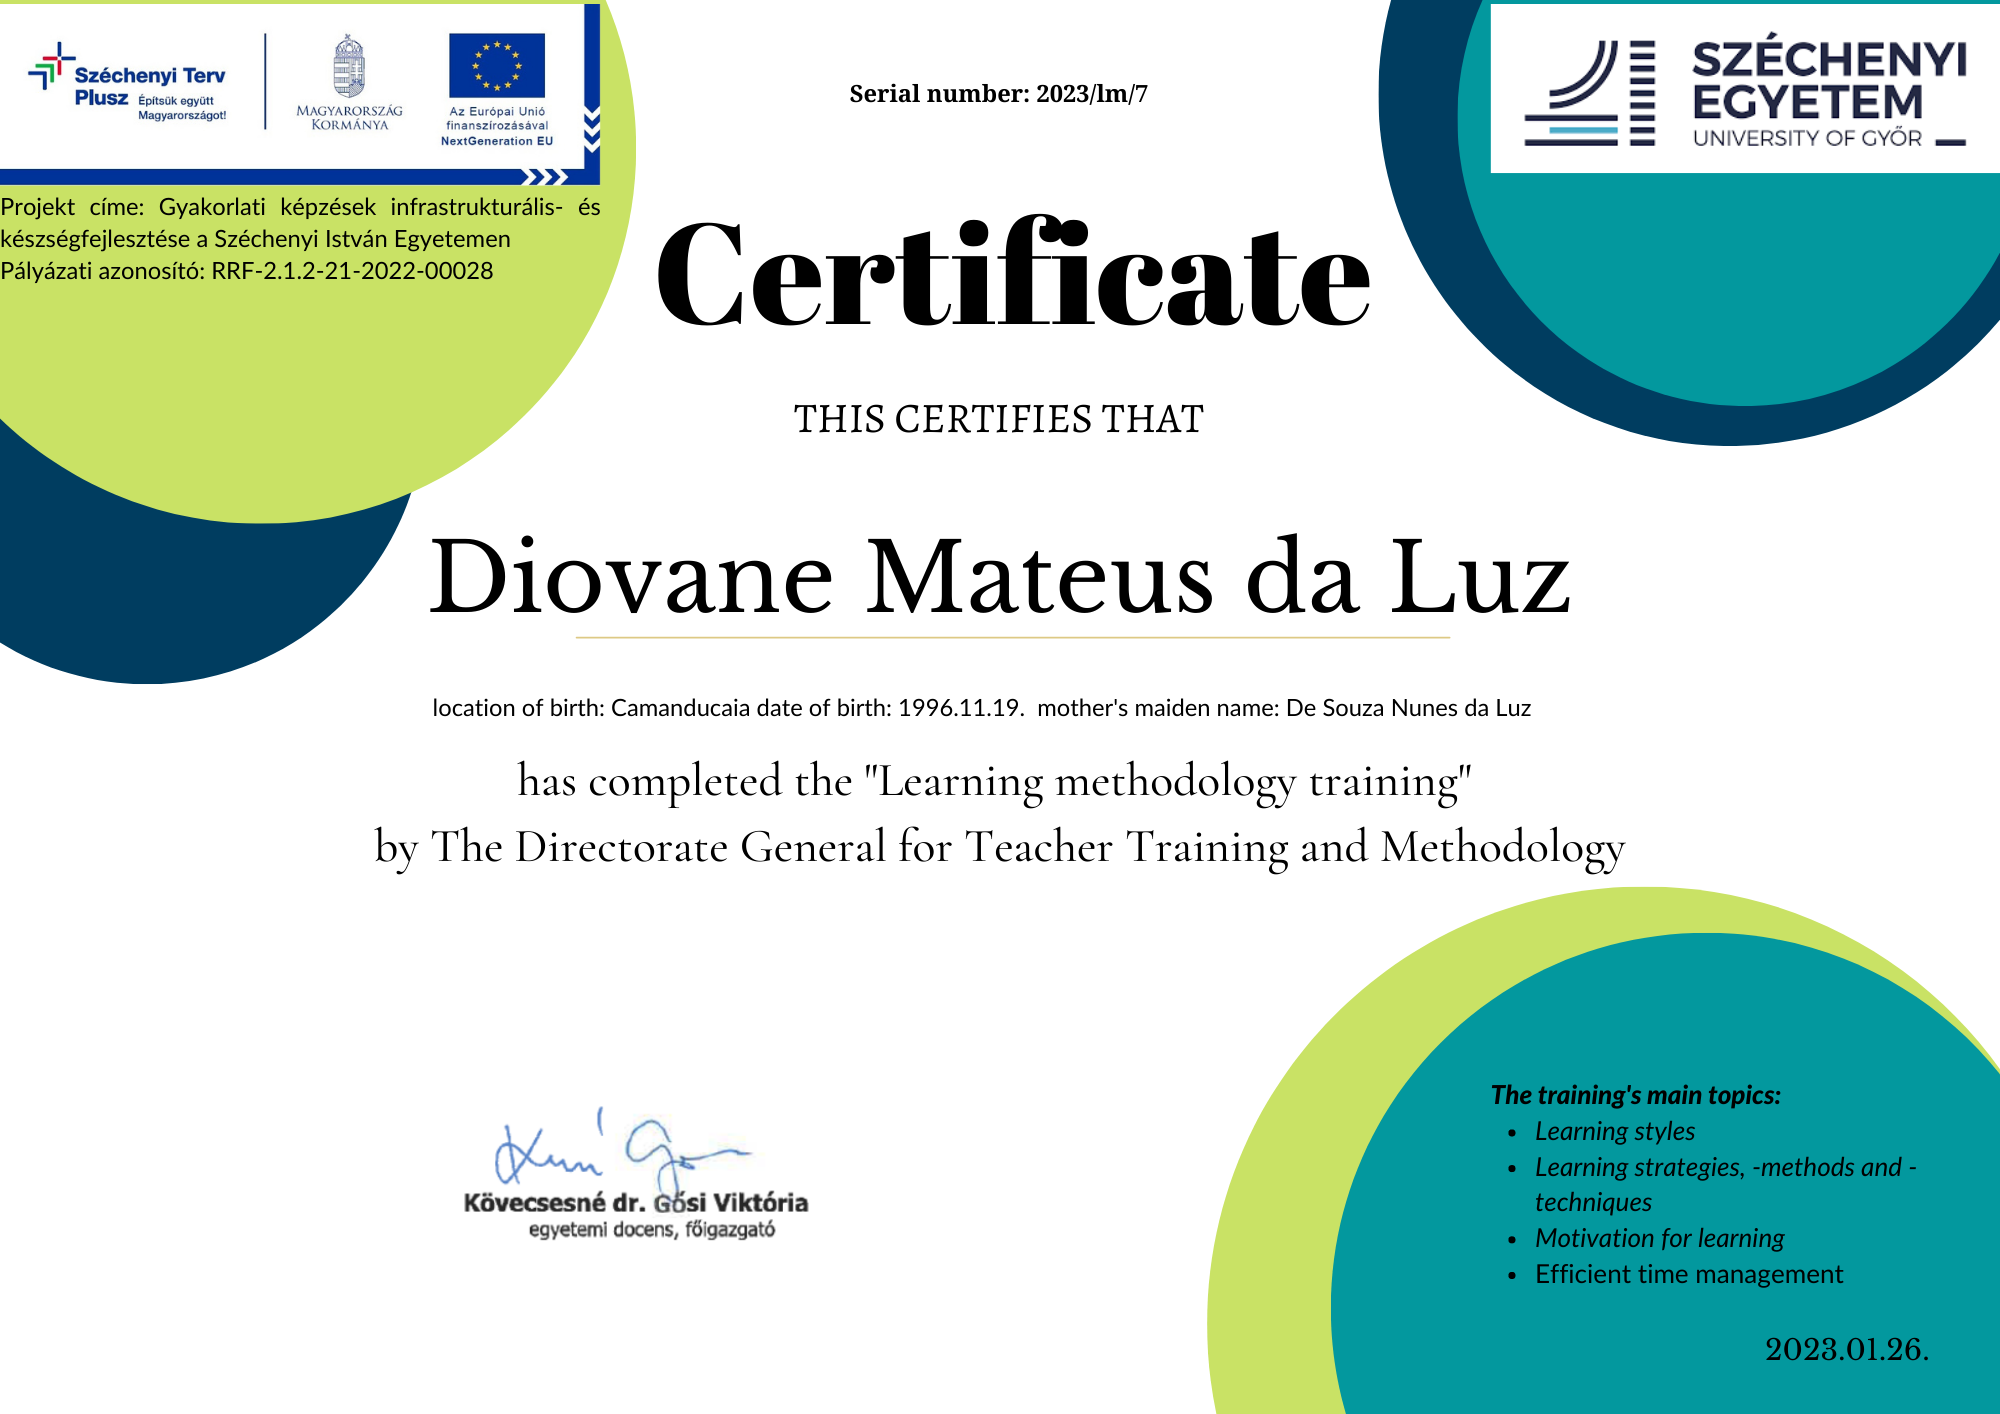 Széchenyi Terv
Plusz
Építsük együtt
Magyarországot!
MAGYARORSZÁG
KORMÁNYA
Az Európai Unió
finanszírozásával
NextGeneration EU
Serial number: 2023/lm/7
SZÉCHENYI
EGYETEM
UNIVERSITY OF GYŐR
Projekt címe: Gyakorlati képzések infrastrukturális- és
készségfejlesztése a Széchenyi István Egyetemen
Pályázati azonosító: RRF-2.1.2-21-2022-00028
Certificate
THIS CERTIFIES THAT
Diovane Mateus da Luz
location of birth: Camanducaia date of birth: 1996.11.19. mother's maiden name: De Souza Nunes da Luz
has completed the "Learning methodology training"
by The Directorate General for Teacher Training and Methodology
Kövecsesné dr. Gősi Viktória
egyetemi docens, főigazgató
The training's main topics:
• Learning styles
• Learning strategies, -methods and -
techniques
• Motivation for learning
• Efficient time management
2023.01.26.